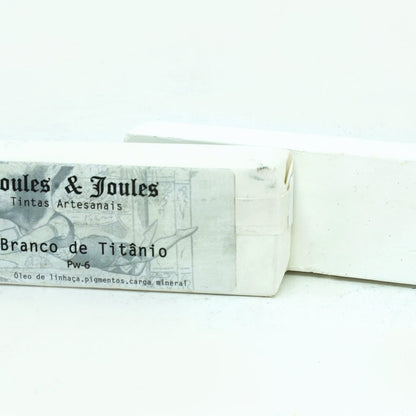 oules & Joules
Tintas Artesanais
Branco de Titânio
Pw-6
Óleo de linhaça,pigmentos,carga mineral